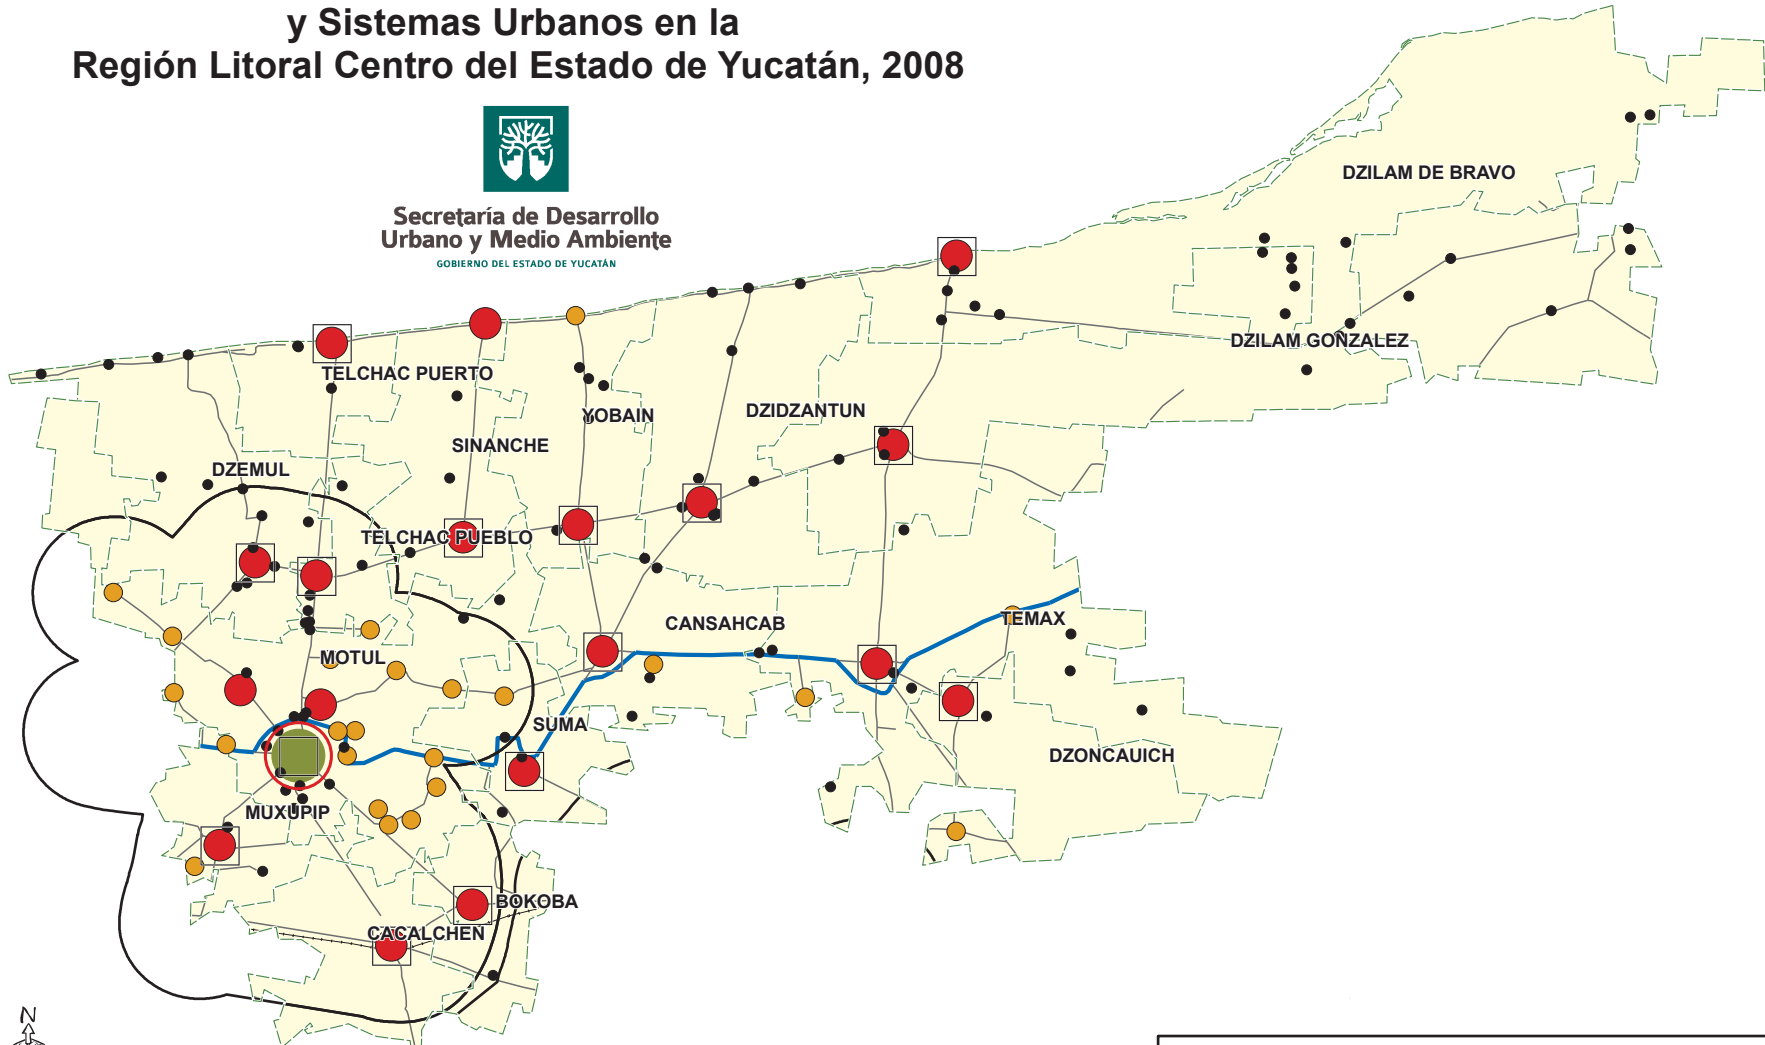 y Sistemas Urbanos en la
Región Litoral Centro del Estado de Yucatán, 2008
Secretaría de Desarrollo
Urbano y Medio Ambiente
GOBIERNO DEL ESTADO DE YUCATÁN
DZILAM DE BRAVO
DZILAM GONZALEZ
TELCHAC PUERTO
YOBAIN
DZIDZANTUN
SINANCHE
DZEMUL
TELCHAC PUEBLO
CANSAHCAB
TEMAX
MOTUL
SUMA
DZONCAUICH
MUXUPIP
BOKOBA
CACALCHEN
N